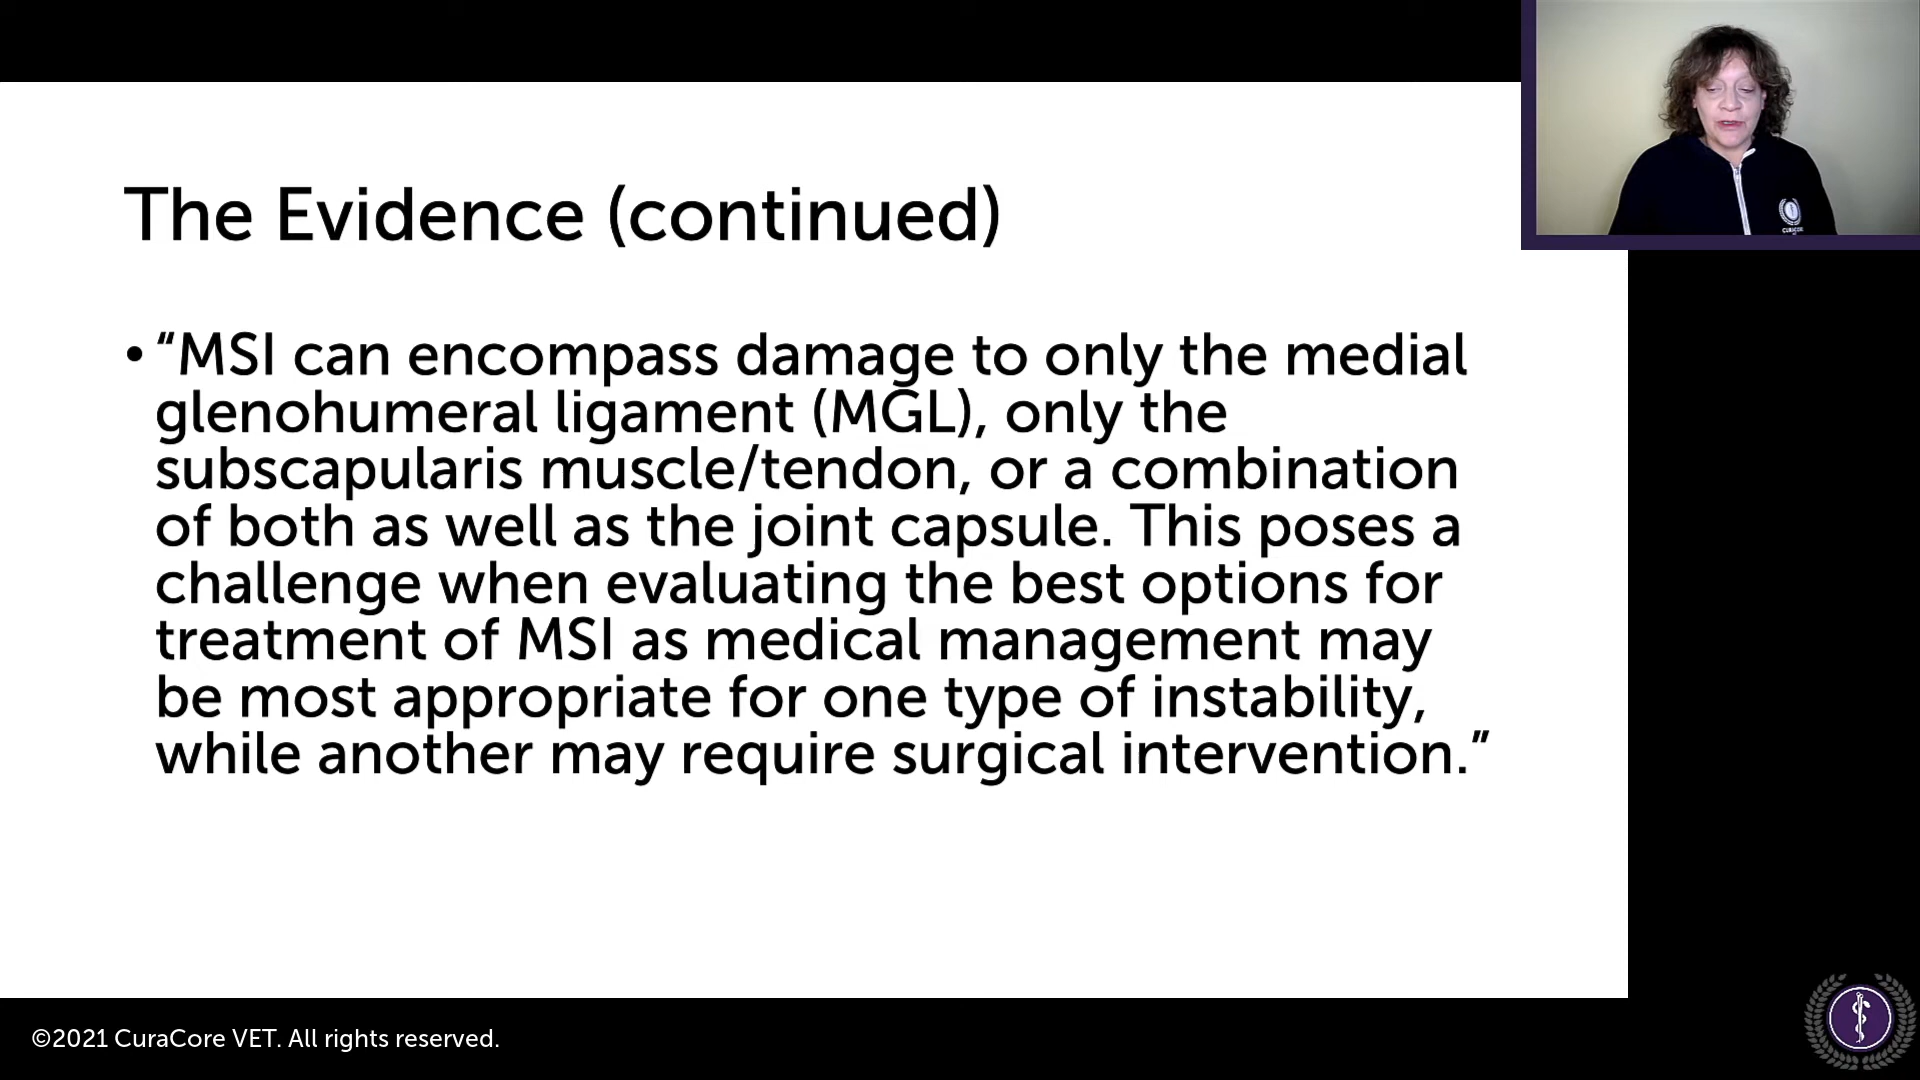 The Evidence (continued)
• “MSI can encompass damage to only the medial
glenohumeral ligament (MGL), only the
subscapularis muscle/tendon, or a combination
of both as well as the joint capsule. This poses a
challenge when evaluating the best options for
treatment of MSI as medical management may
be most appropriate for one type of instability,
while another may require surgical intervention.”
CURACORE
©2021 CuraCore VET. All rights reserved.